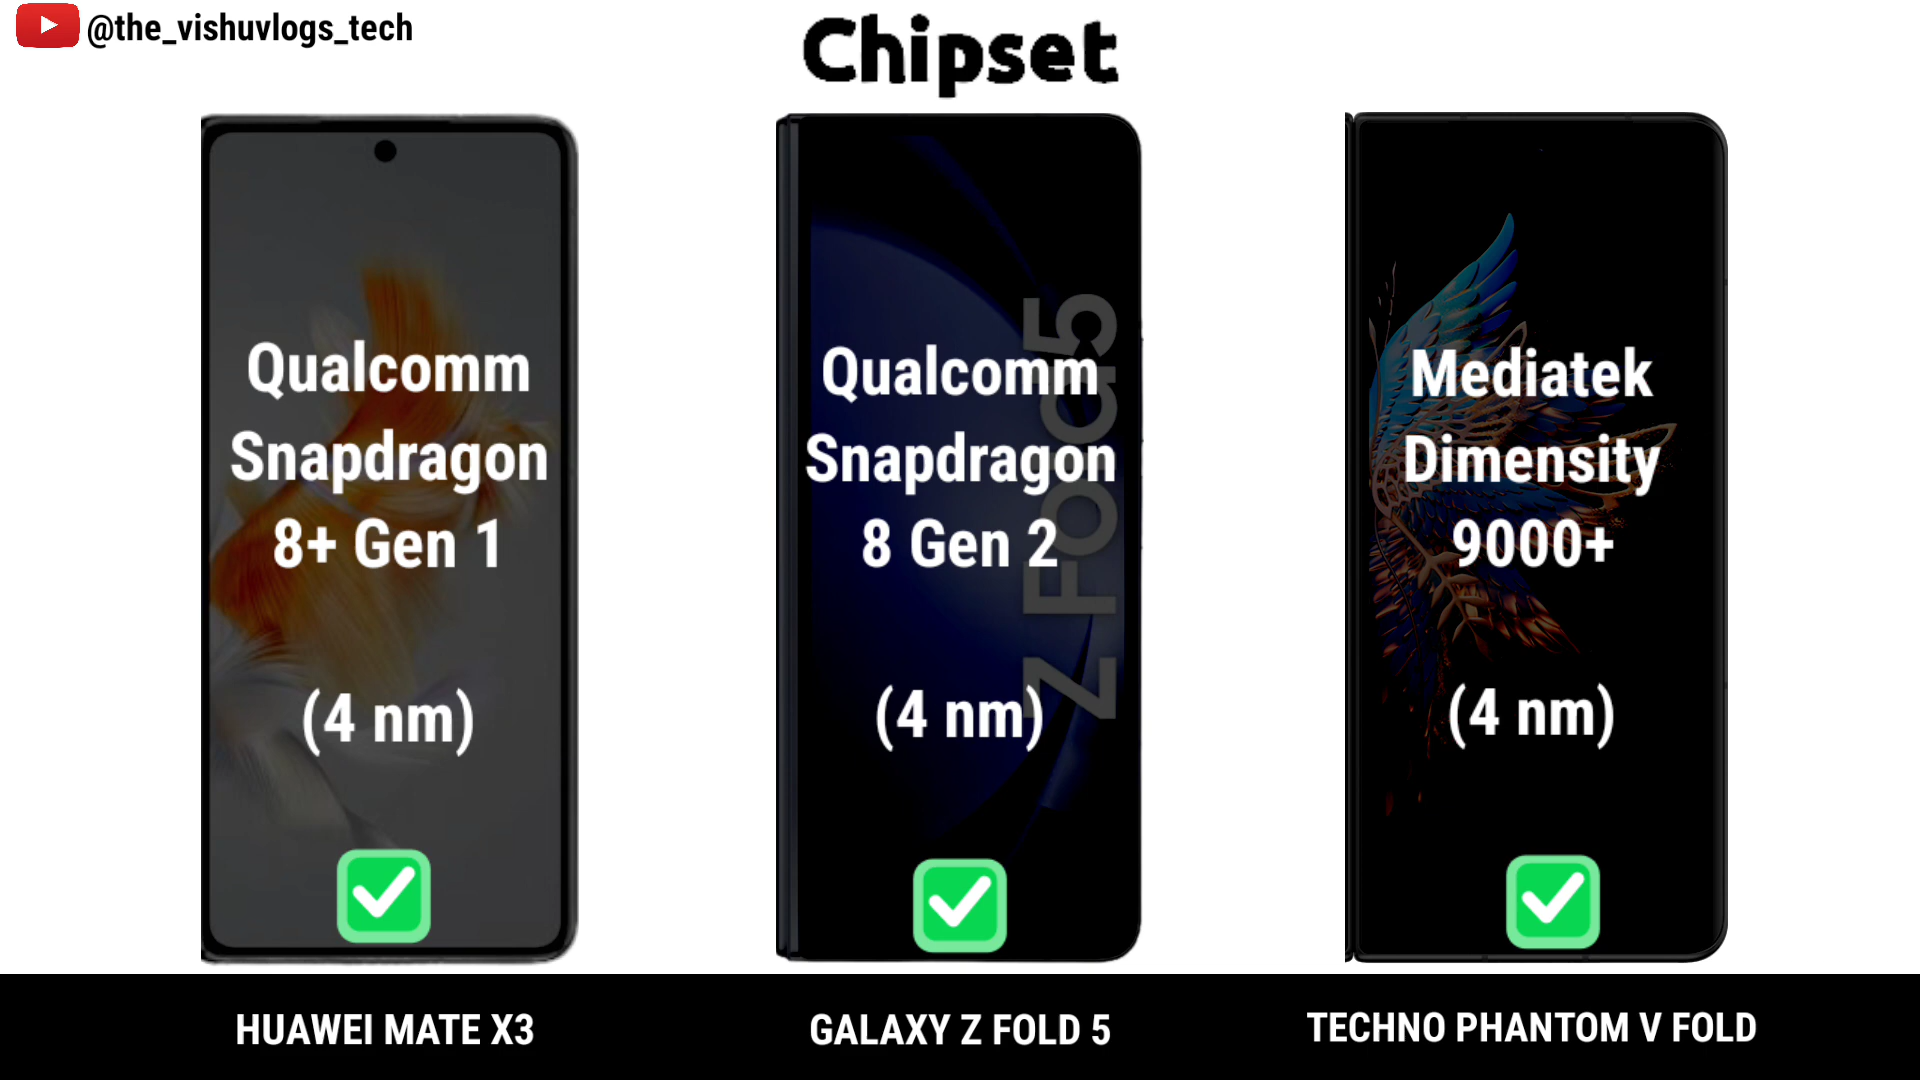 @the_vishuvlogs_tech
Chipset
Qualcomm
Snapdragon
8+ Gen 1
(4 nm)
Qualcomm
Snapdragon
8 Gen 2
(4 nm)
Z Fold5
Mediatek
Dimensity
9000+
(4 nm)
HUAWEI MATE X3
GALAXY Z FOLD 5
TECHNO PHANTOM V FOLD